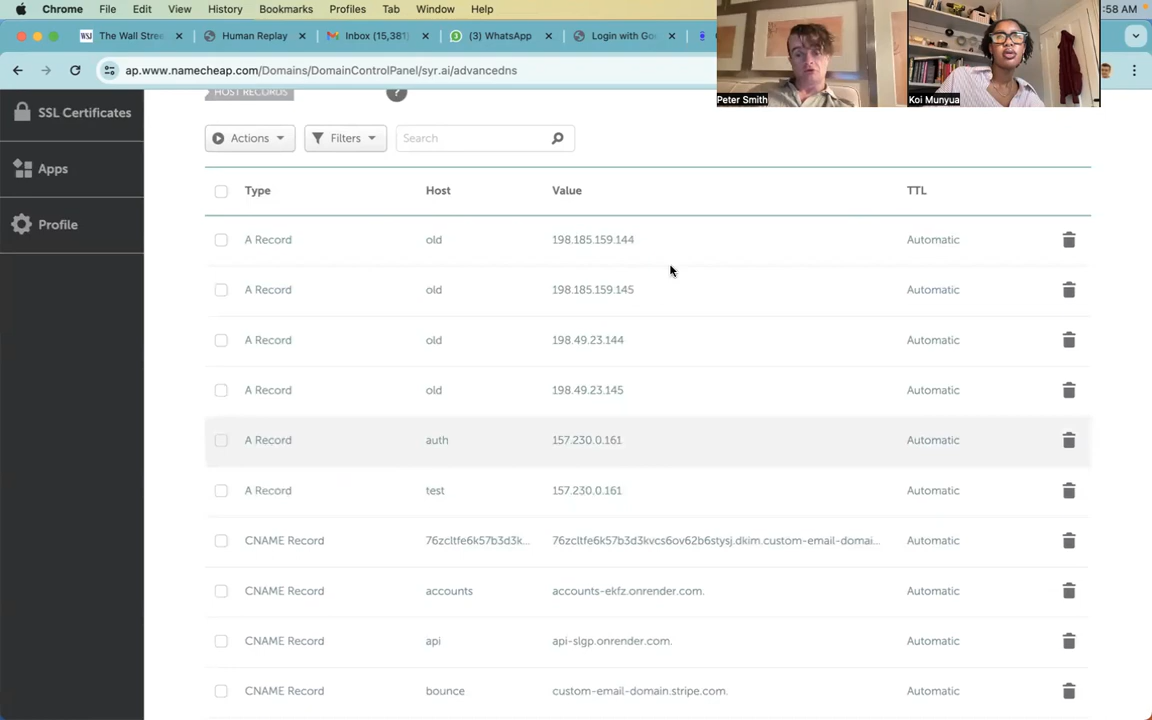 Chrome File Edit View History Bookmarks Profiles Tab Window Help :58 AM
The Wall Stree Human Replay Inbox (15,381) (3) WhatsApp Login with Goo
ap.www.namecheap.com/Domains/DomainControlPanel/syr.ai/advancedns
Peter Smith Koi Munyua
HOST RECORDS ?
SSL Certificates
Apps
Profile
Actions Filters Search
Type Host Value TTL
A Record old 198.185.159.144 Automatic
A Record old 198.185.159.145 Automatic
A Record old 198.49.23.144 Automatic
A Record old 198.49.23.145 Automatic
A Record auth 157.230.0.161 Automatic
A Record test 157.230.0.161 Automatic
CNAME Record 76zcltfe6k57b3d3k... 76zcltfe6k57b3d3kvcs6ov62b6stysj.dkim.custom-email-domai... Automatic
CNAME Record accounts accounts-ekfz.onrender.com. Automatic
CNAME Record api api-slgp.onrender.com. Automatic
CNAME Record bounce custom-email-domain.stripe.com. Automatic